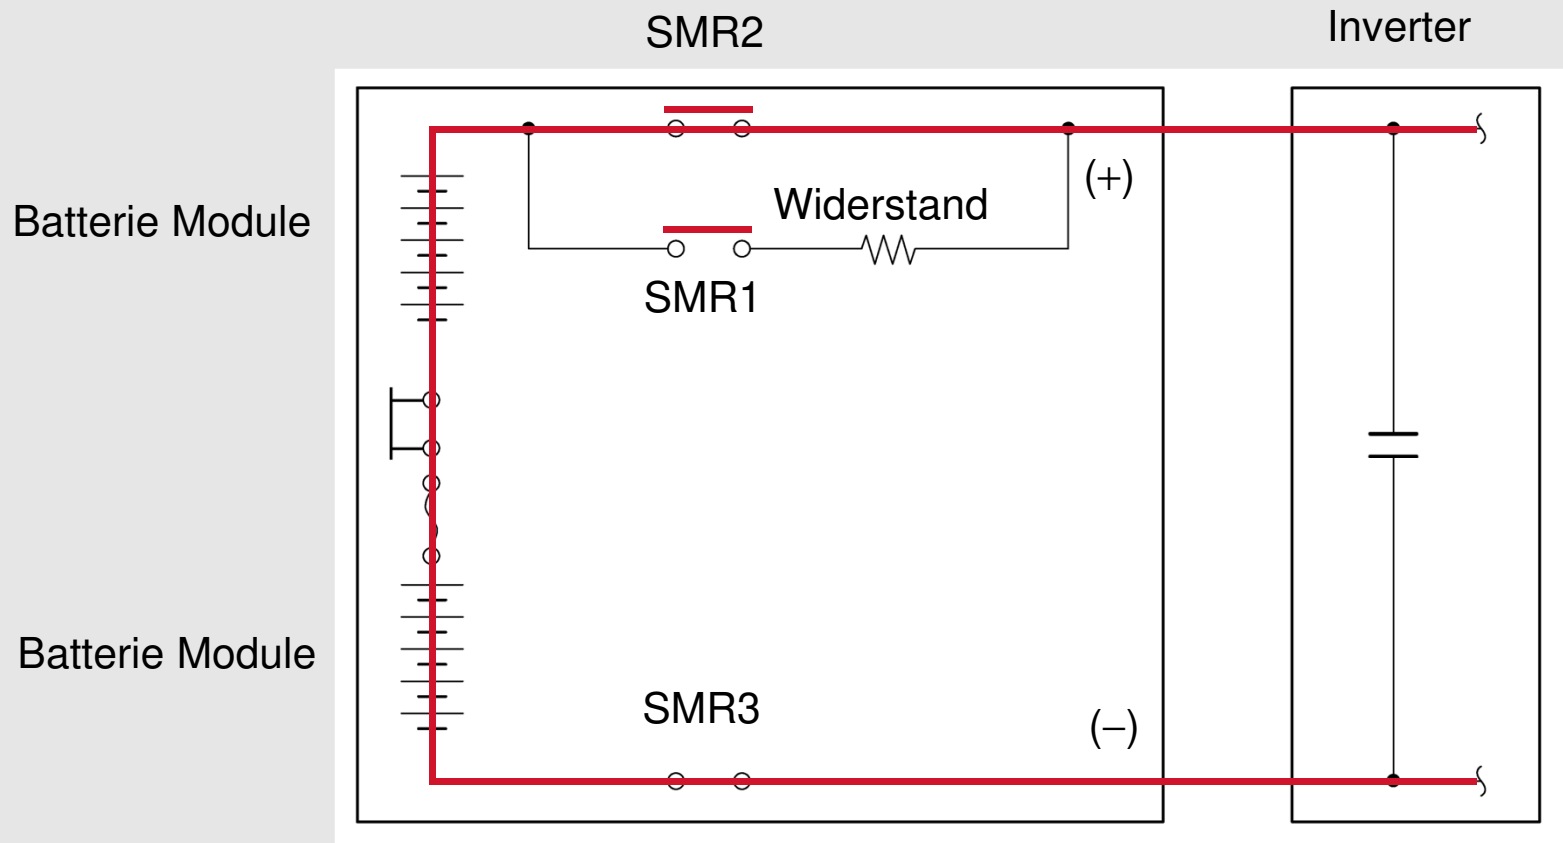 SMR2
Inverter
(+)
Widerstand
Batterie Module
SMR1
Batterie Module
SMR3
(–)